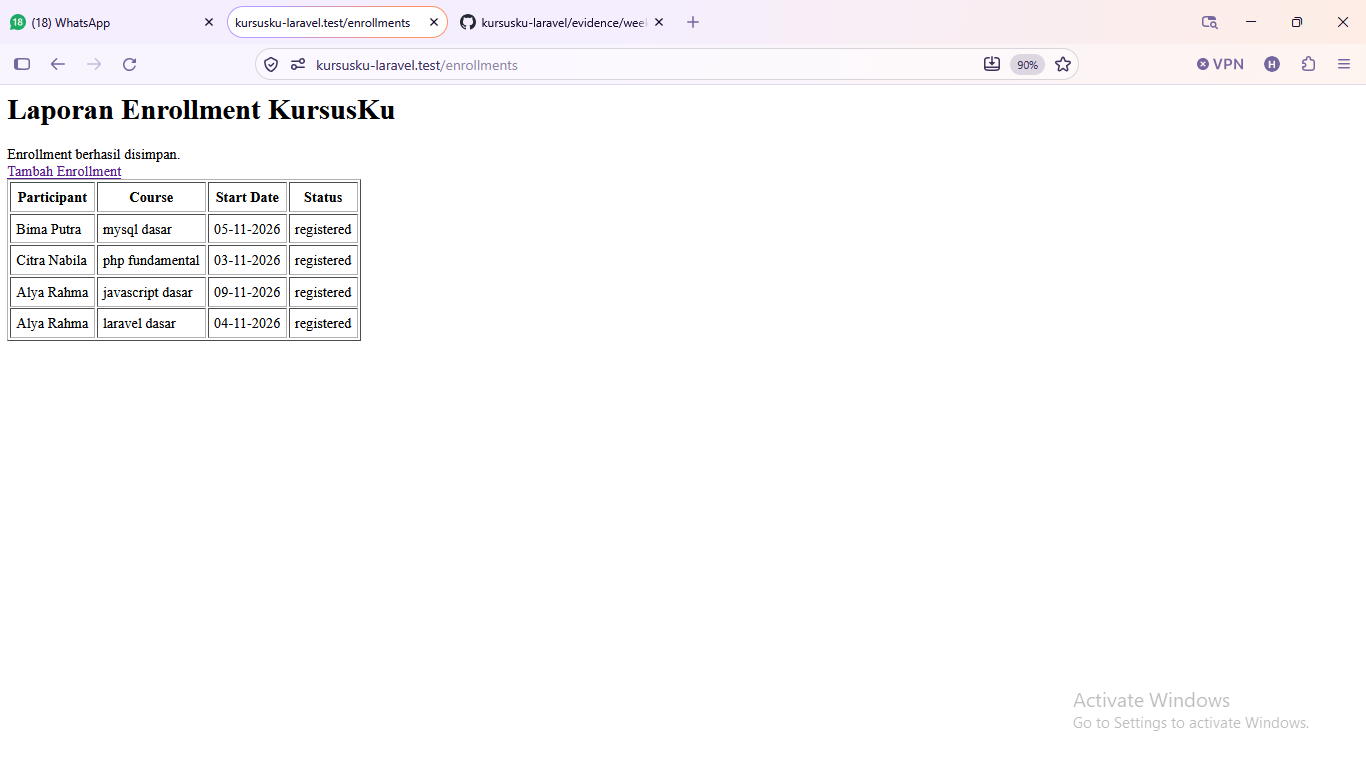 18 (18) WhatsApp
kursusku-laravel.test/enrollments
kursusku-laravel/evidence/wee
kursusku-laravel.test/enrollments
90%
VPN
H
Laporan Enrollment KursusKu
Enrollment berhasil disimpan.
Tambah Enrollment
Participant Course Start Date Status
Bima Putra mysql dasar 05-11-2026 registered
Citra Nabila php fundamental 03-11-2026 registered
Alya Rahma javascript dasar 09-11-2026 registered
Alya Rahma laravel dasar 04-11-2026 registered
Activate Windows
Go to Settings to activate Windows.